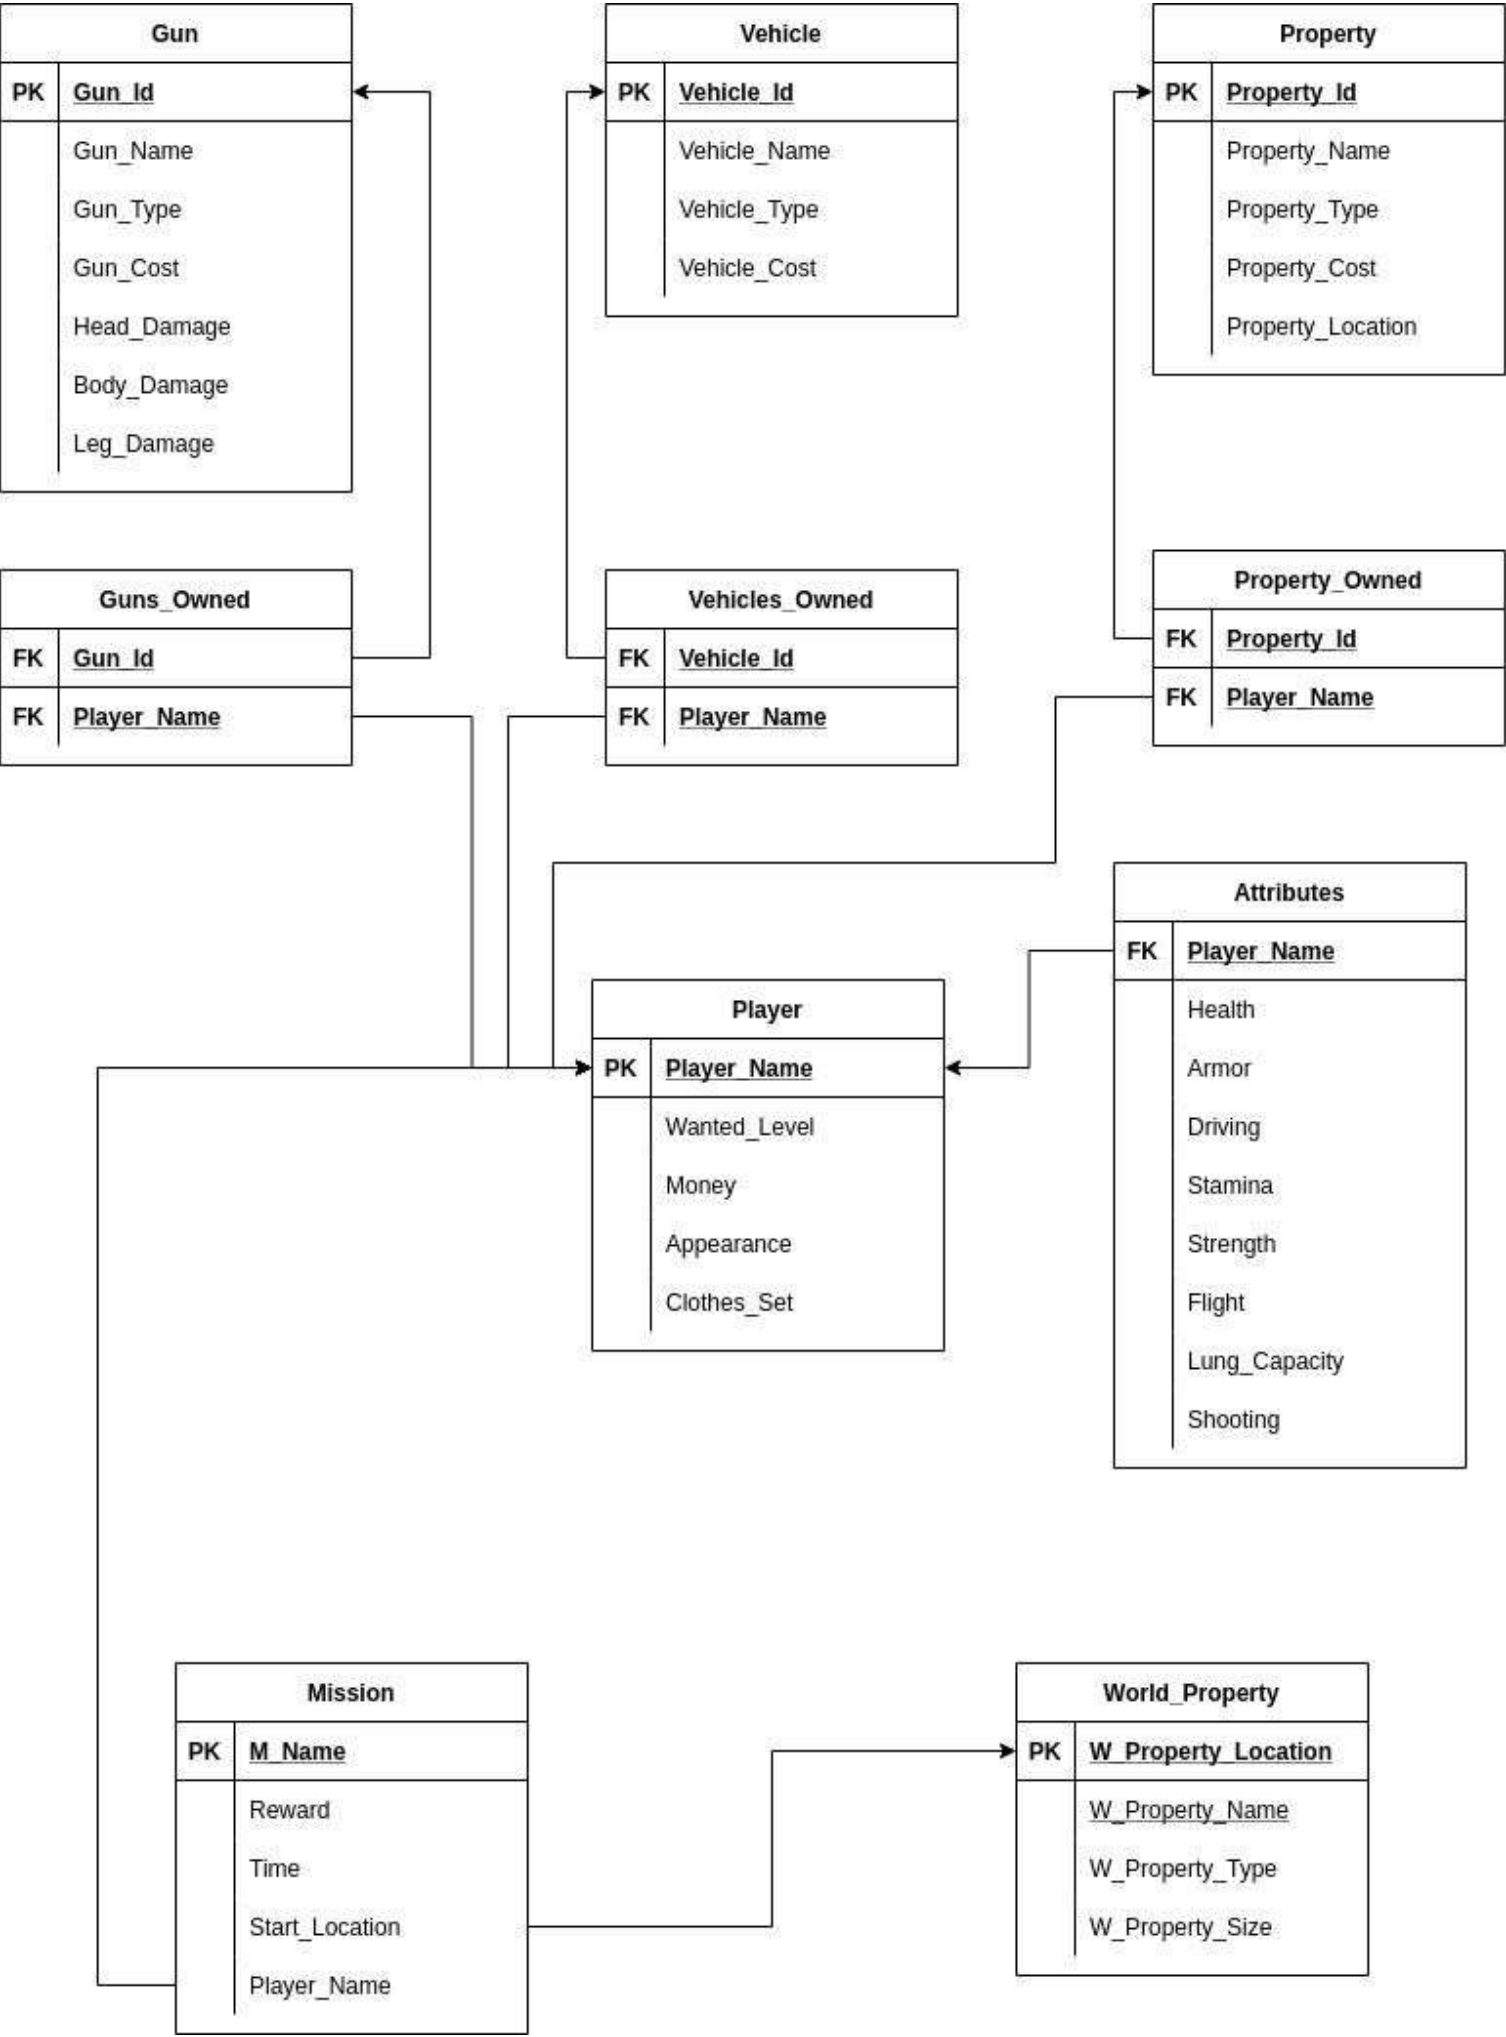 Gun
PK Gun_Id
Gun_Name
Gun_Type
Gun_Cost
Head_Damage
Body_Damage
Leg_Damage
Vehicle
PK Vehicle_Id
Vehicle_Name
Vehicle_Type
Vehicle_Cost
Property
PK Property_Id
Property_Name
Property_Type
Property_Cost
Property_Location
Guns_Owned
FK Gun_Id
FK Player_Name
Vehicles_Owned
FK Vehicle_Id
FK Player_Name
Property_Owned
FK Property_Id
FK Player_Name
Attributes
FK Player_Name
Health
Armor
Driving
Stamina
Strength
Flight
Lung_Capacity
Shooting
Player
PK Player_Name
Wanted_Level
Money
Appearance
Clothes_Set
Mission
PK M_Name
Reward
Time
Start_Location
Player_Name
World_Property
PK W_Property_Location
W_Property_Name
W_Property_Type
W_Property_Size